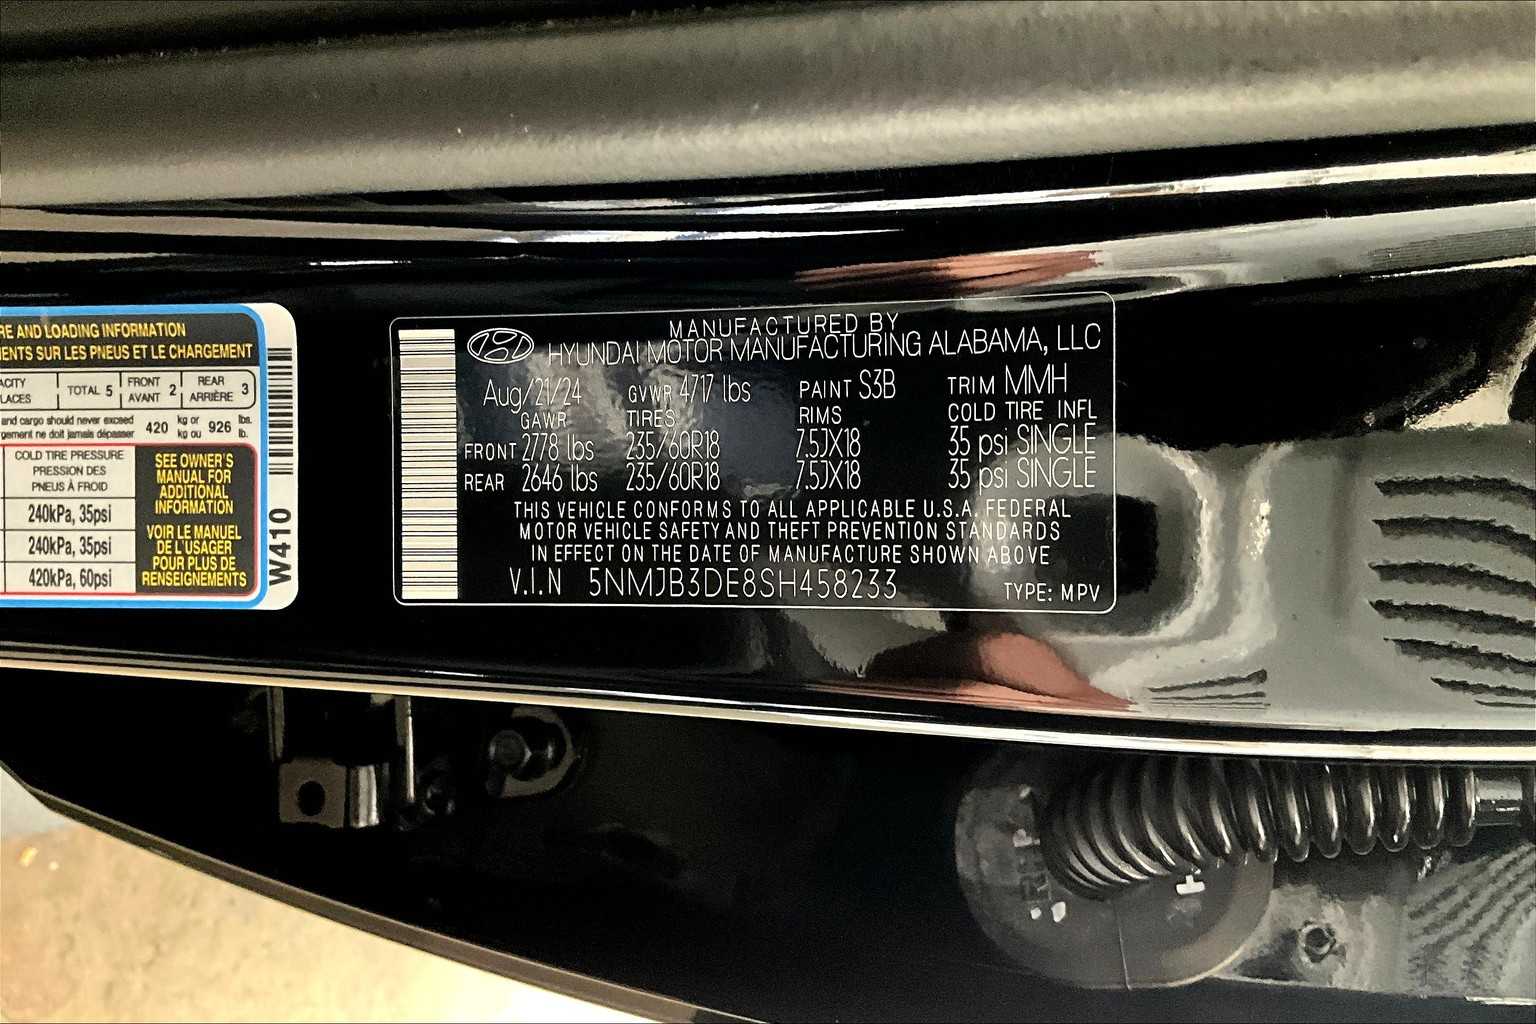 RE AND LOADING INFORMATION
ENTS SUR LES PNEUS ET LE CHARGEMENT
ACITY TOTAL 5 FRONT 2 REAR 3
LACES AVANT ARRIÈRE
and cargo should never exceed 420 kg or 926 lbs.
gement ne doit jamais dépasser kg ou lb.
COLD TIRE PRESSURE
PRESSION DES
PNEUS À FROID
240kPa, 35psi
240kPa, 35psi
420kPa, 60psi
SEE OWNER'S
MANUAL FOR
ADDITIONAL
INFORMATION
VOIR LE MANUEL
DE L'USAGER
POUR PLUS DE
RENSEIGNEMENTS
W410
MANUFACTURED BY
HYUNDAI MOTOR MANUFACTURING ALABAMA, LLC
Aug/21/24 GVWR 4717 lbs PAINT S3B TRIM MMH
GAWR TIRES RIMS COLD TIRE INFL
FRONT 2778 lbs 235/60R18 7.5JX18 35 psi SINGLE
REAR 2646 lbs 235/60R18 7.5JX18 35 psi SINGLE
THIS VEHICLE CONFORMS TO ALL APPLICABLE U.S.A. FEDERAL
MOTOR VEHICLE SAFETY AND THEFT PREVENTION STANDARDS
IN EFFECT ON THE DATE OF MANUFACTURE SHOWN ABOVE
V.I.N 5NMJB3DE8SH458233 TYPE: MPV